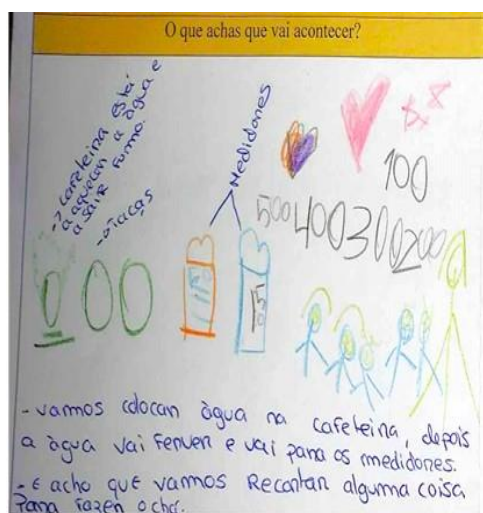 O que achas que vai acontecer?
-> cafeteira está
a aquecer a água e
a sair fumo.
-> Taças
Medidores
100
500 400 300 200
- vamos colocar água na cafeteira, depois
a água vai ferver e vai para os medidores.
- E acho que vamos Recortar alguma coisa
Para fazer o chá.